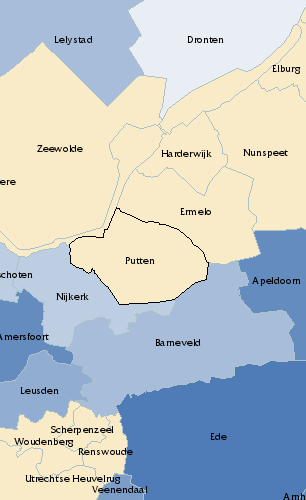 Lelystad
Dronten
Elburg
Zeewolde
Harderwijk
Nunspeet
ere
Ermelo
Putten
schoten
Apeldoorn
Nijkerk
Amersfoort
Barneveld
Leusden
Scherpenzeel
Ede
Woudenberg
Renswoude
Utrechtse Heuvelrug
Veenendaal
Arnh